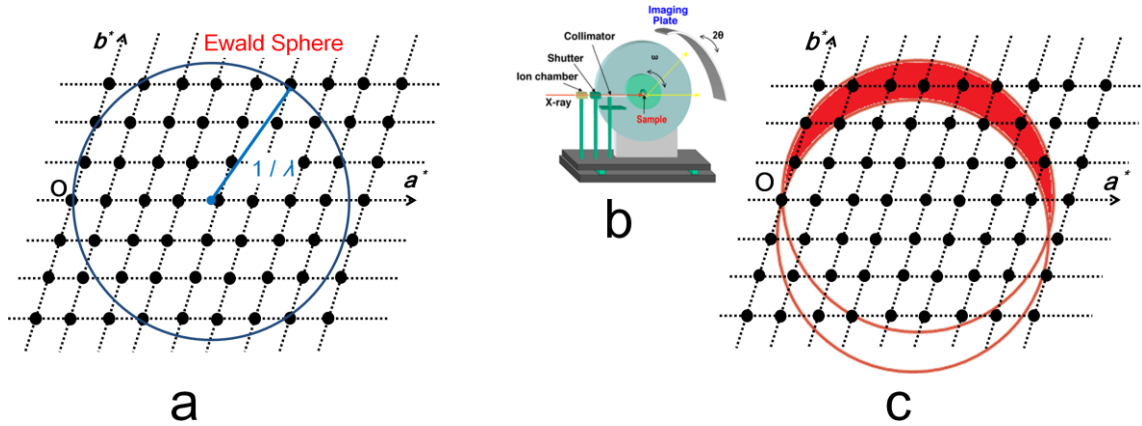 b*
Ewald Sphere
1 / λ
O
a*
a
Imaging
Plate
2θ
Collimator
Shutter
Ion chamber
X-ray
ω
Sample
b
b*
O
a*
c